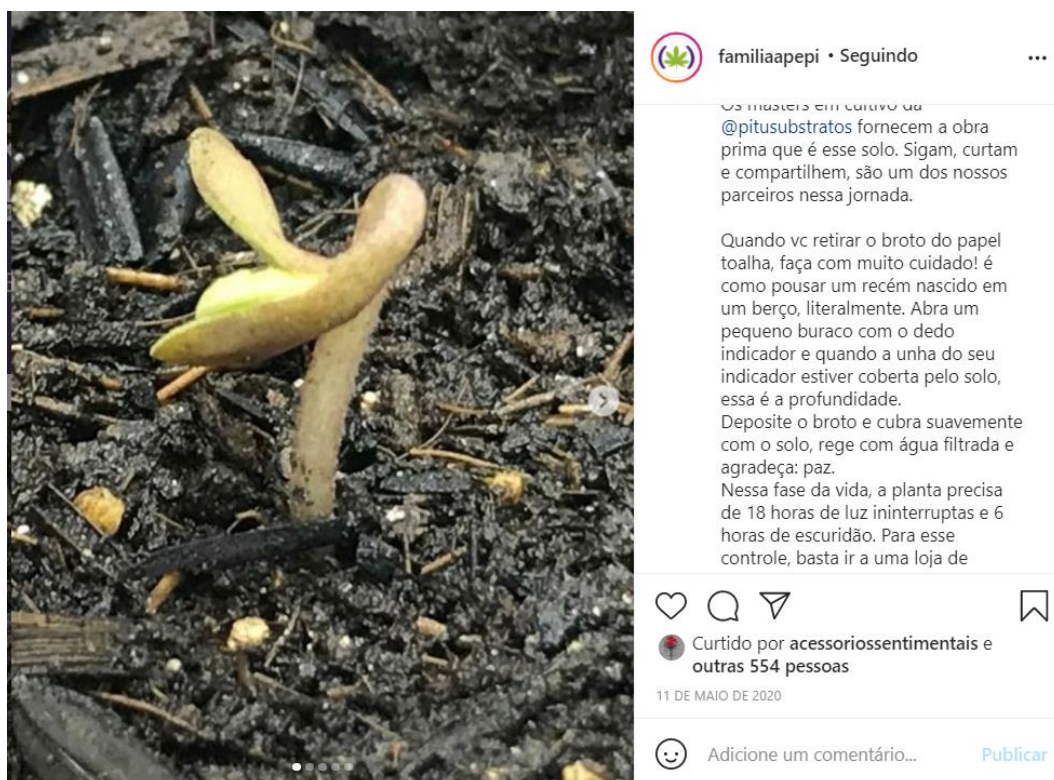 familiaapepi • Seguindo
Os masters em cultivo da
@pitusubstratos fornecem a obra
prima que é esse solo. Sigam, curtam
e compartilhem, são um dos nossos
parceiros nessa jornada.
Quando vc retirar o broto do papel
toalha, faça com muito cuidado! é
como pousar um recém nascido em
um berço, literalmente. Abra um
pequeno buraco com o dedo
indicador e quando a unha do seu
indicador estiver coberta pelo solo,
essa é a profundidade.
Deposite o broto e cubra suavemente
com o solo, rege com água filtrada e
agradeça: paz.
Nessa fase da vida, a planta precisa
de 18 horas de luz ininterruptas e 6
horas de escuridão. Para esse
controle, basta ir a uma loja de
Curtido por acessoriossentimentais e
outras 554 pessoas
11 DE MAIO DE 2020
Adicione um comentário... Publicar